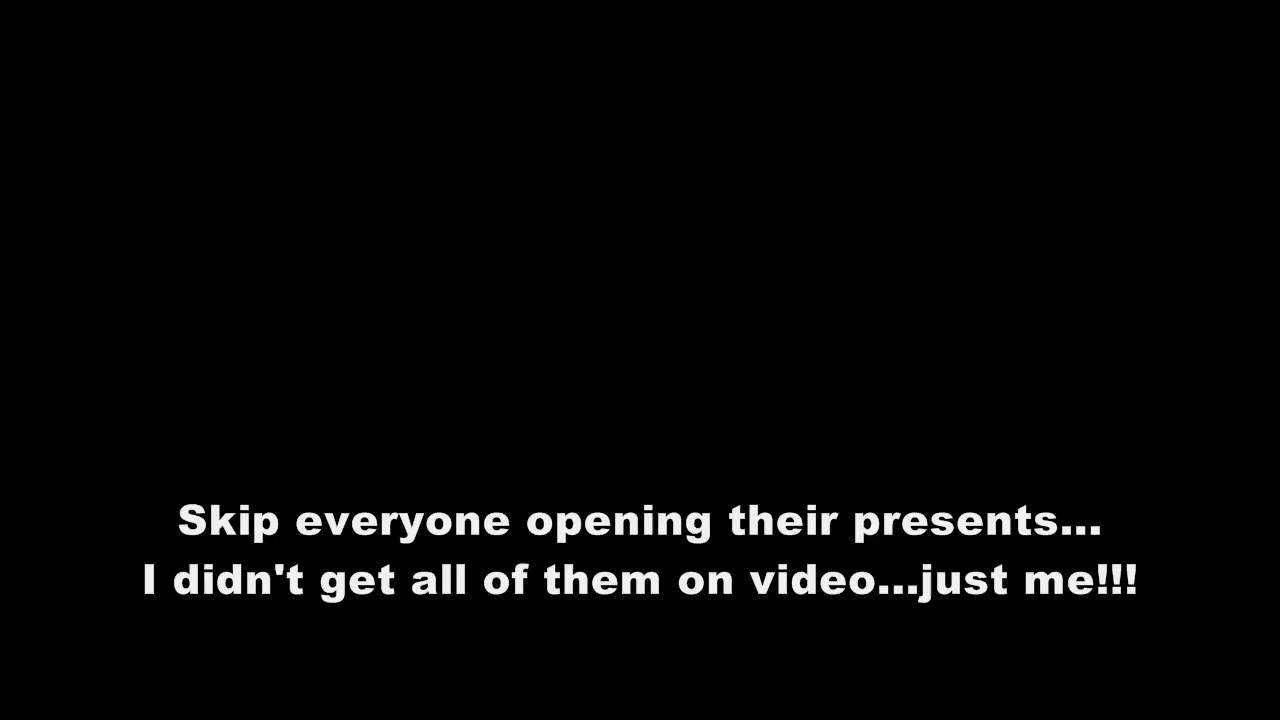 Skip everyone opening their presents...
I didn't get all of them on video...just me!!!